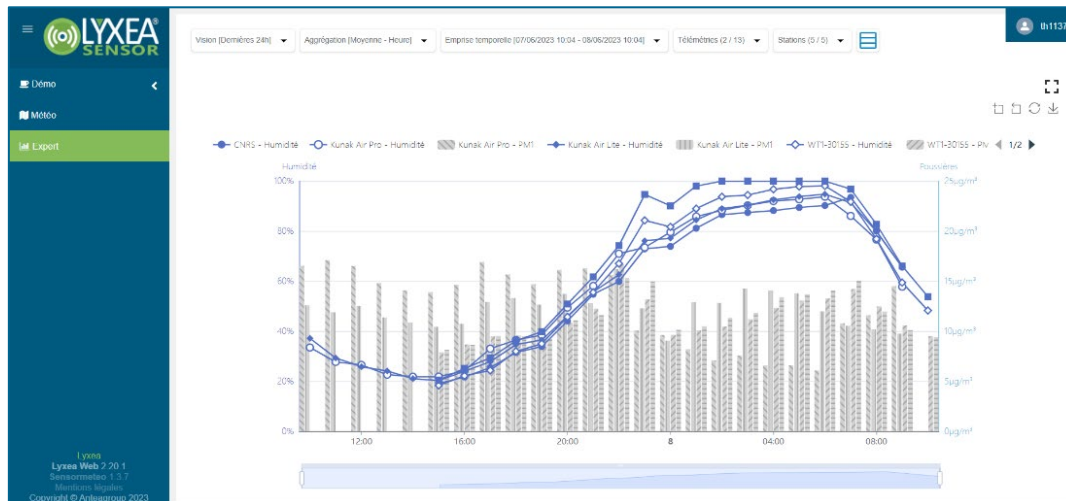 LYXEA®
SENSOR
Vision [Dernières 24h]
Aggrégation [Moyenne - Heure]
Emprise temporelle [07/06/2023 10:04 - 08/06/2023 10:04]
Télémétries (2 / 13)
Stations (5 / 5)
th1137
Démo
Météo
Expert
CNRS - Humidité
Kunak Air Pro - Humidité
Kunak Air Pro - PM1
Kunak Air Lite - Humidité
Kunak Air Lite - PM1
WT1-30155 - Humidité
WT1-30155 - PM
1/2
Humidité
Poussières
100%
80%
60%
40%
20%
0%
25µg/m³
20µg/m³
15µg/m³
10µg/m³
5µg/m³
0µg/m³
12:00
16:00
20:00
8
04:00
08:00
Lyxea
Lyxea Web 2.20.1
Sensormeteo 1.3.7
Mentions légales
Copyright © Anteagroup 2023